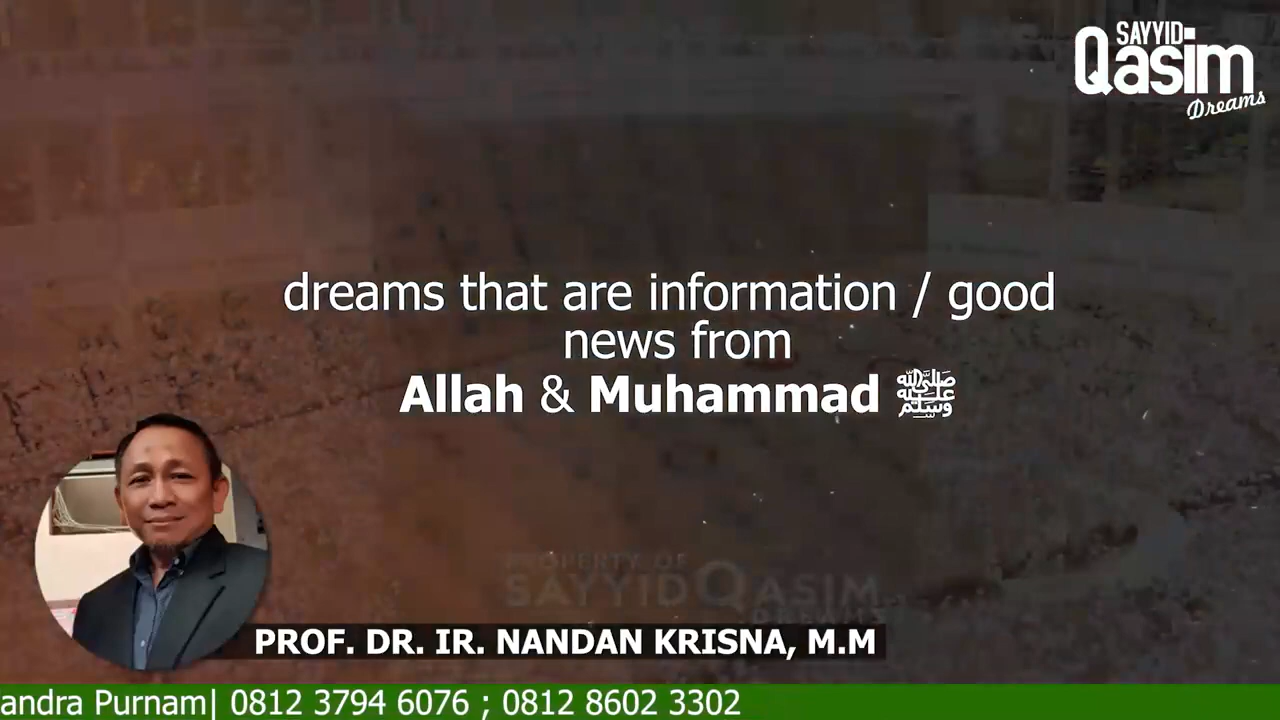 SAYYID
Qasim
Dreams
dreams that are information / good
news from
Allah & Muhammad ﷺ
PROPERTY OF
SAYYID QASIM
DREAMS
PROF. DR. IR. NANDAN KRISNA, M.M
andra Purnam| 0812 3794 6076 ; 0812 8602 3302